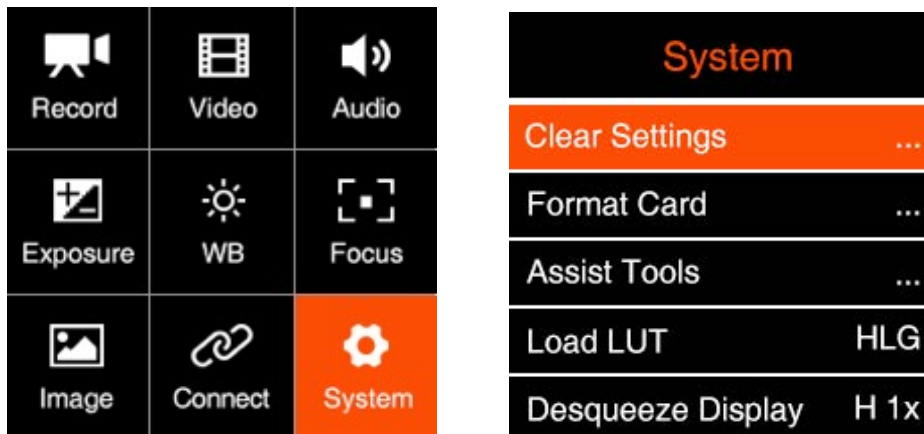 Record Video Audio
Exposure WB Focus
Image Connect System
System
Clear Settings ...
Format Card ...
Assist Tools ...
Load LUT HLG
Desqueeze Display H 1x